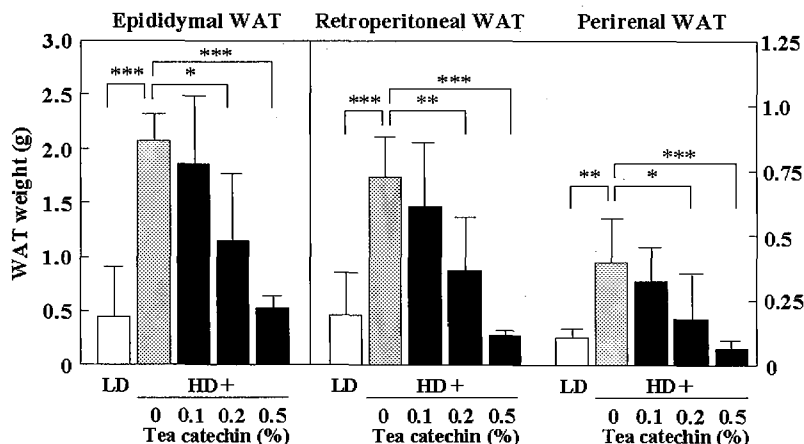 Epididymal WAT Retroperitoneal WAT Perirenal WAT
WAT weight (g)
3.0
2.5
2.0
1.5
1.0
0.5
0
1.25
1.0
0.75
0.5
0.25
0
*** * ***
*** ** ***
** * ***
LD HD+ LD HD+ LD HD+
0 0.1 0.2 0.5 0 0.1 0.2 0.5 0 0.1 0.2 0.5
Tea catechin (%) Tea catechin (%) Tea catechin (%)